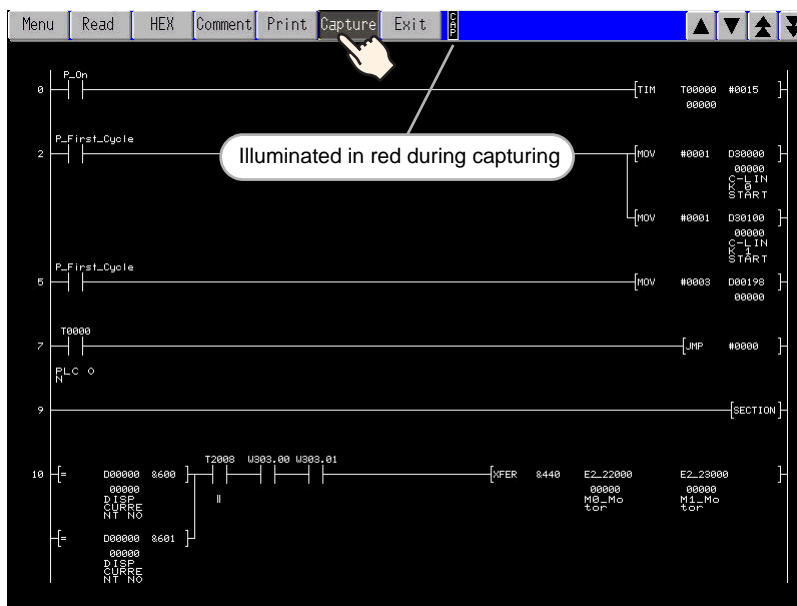 Menu Read HEX Comment Print Capture Exit CAP
P_On
0 TIM T00000 #0015
00000
P_First_Cycle
Illuminated in red during capturing
2 MOV #0001 D30000
00000
C-LIN
K 0
START
MOV #0001 D30100
00000
C-LIN
K 1
START
P_First_Cycle
5 MOV #0003 D00198
00000
T0000
7 JMP #0000
PLC O
N
9 SECTION
T2008 W303.00 W303.01
10 = D00000 &600 XFER &440 E2_22000 E2_23000
00000 00000 00000
DISP M0_Mo M1_Mo
CURRE tor tor
NT NO
= D00000 &601
00000
DISP
CURRE
NT NO